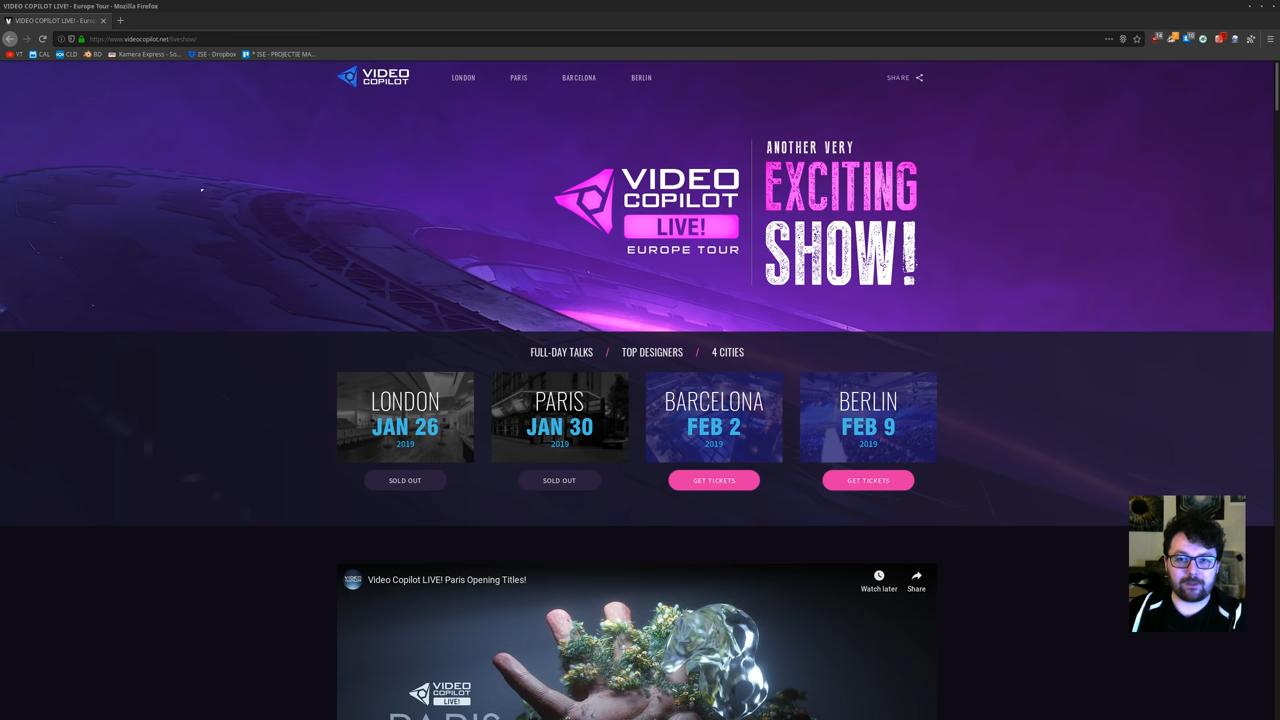 VIDEO COPILOT LIVE! - Europe Tour - Mozilla Firefox
VIDEO COPILOT LIVE! - Euro
https://www.videocopilot.net/liveshow/
YT CAL CLD BD Kamera Express - So... ISE - Dropbox * ISE - PROJECTIE MA...
VIDEO
COPILOT
LONDON PARIS BARCELONA BERLIN SHARE
VIDEO
COPILOT
LIVE!
EUROPE TOUR
ANOTHER VERY
EXCITING
SHOW!
FULL-DAY TALKS / TOP DESIGNERS / 4 CITIES
LONDON
JAN 26
2019
SOLD OUT
PARIS
JAN 30
2019
SOLD OUT
BARCELONA
FEB 2
2019
GET TICKETS
BERLIN
FEB 9
2019
GET TICKETS
Video Copilot LIVE! Paris Opening Titles!
Watch later Share
VIDEO
COPILOT
LIVE!
PARIS